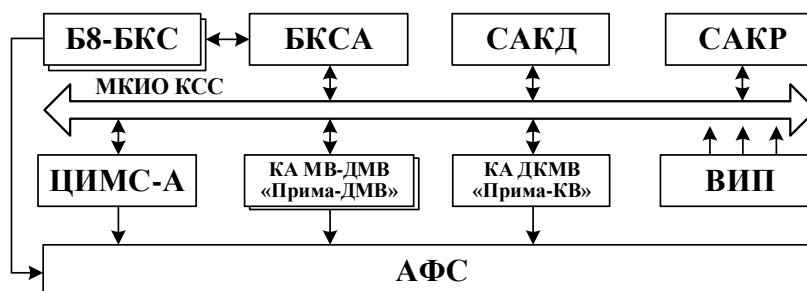 Б8-БКС
БКСА
САКД
САКР
МКИО КСС
ЦИМС-А
КА МВ-ДМВ
«Прима-ДМВ»
КА ДКМВ
«Прима-КВ»
ВИП
АФС